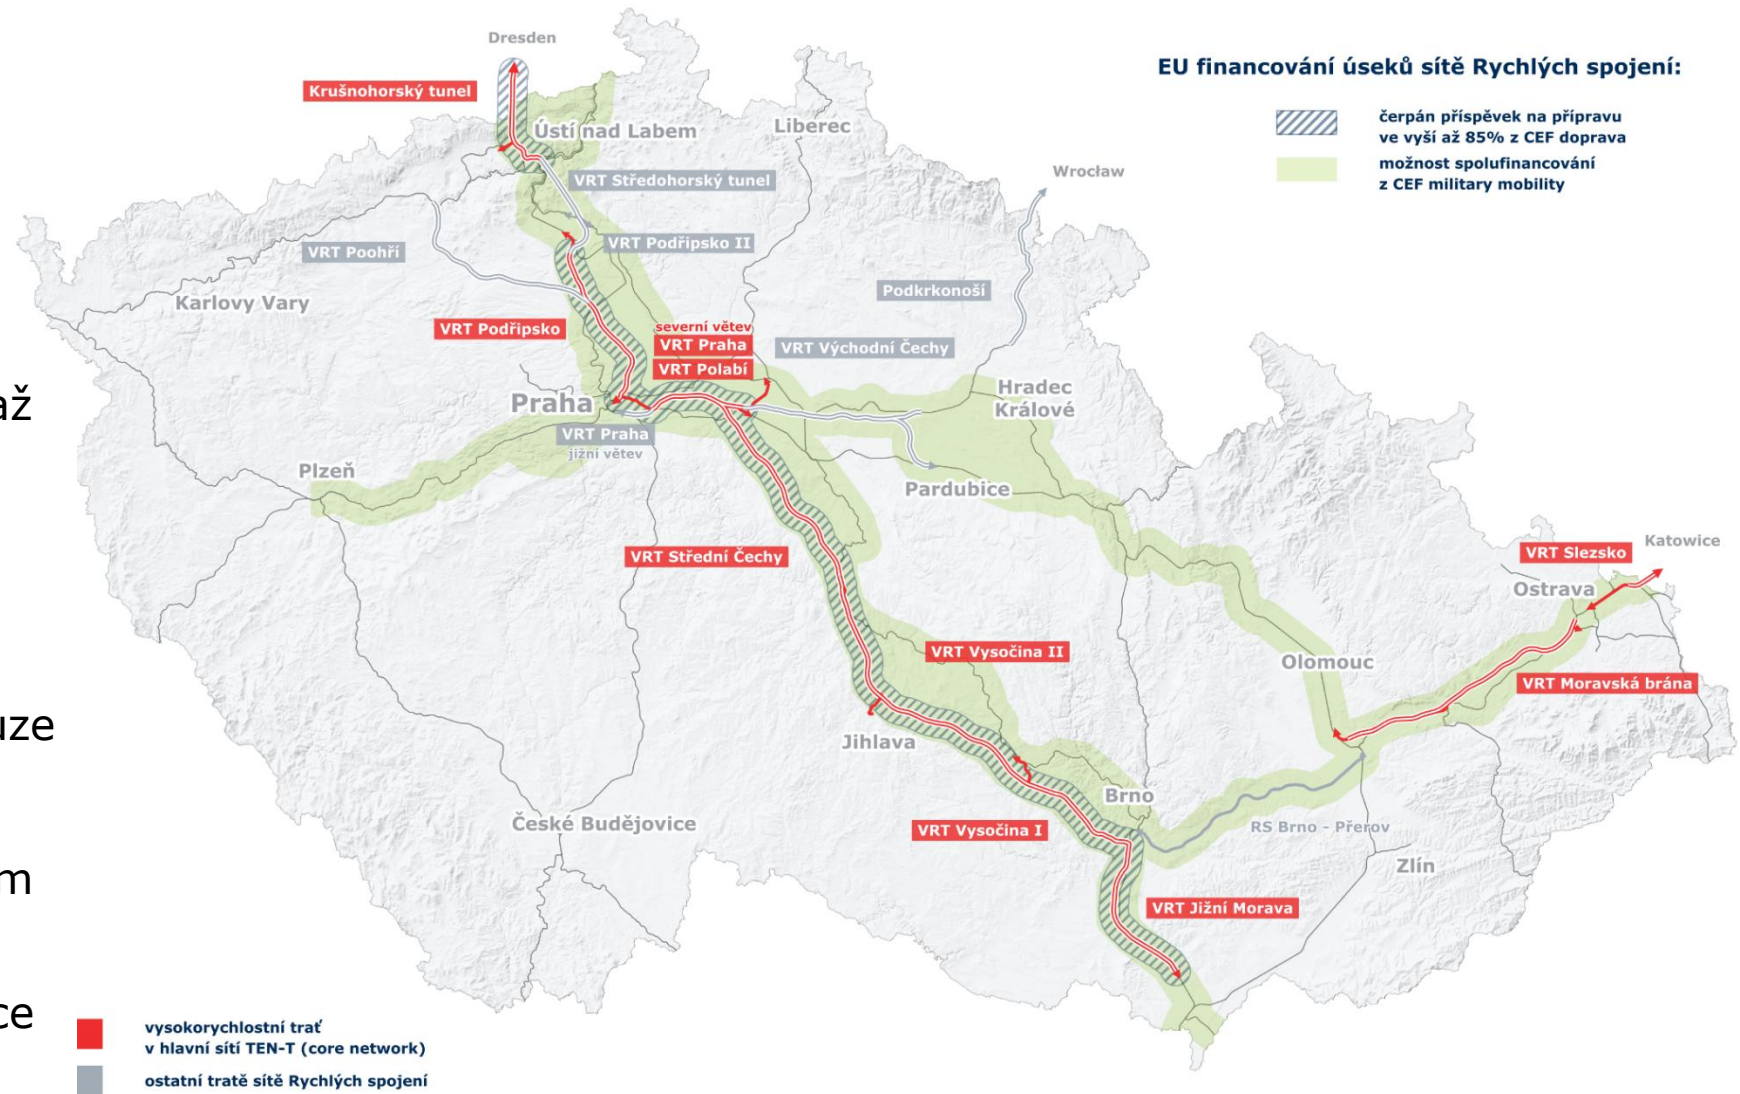 Dresden
EU financování úseků sítě Rychlých spojení:
Krušnohorský tunel
čerpán příspěvek na přípravu
ve vyší až 85% z CEF doprava
Ústí nad Labem
Liberec
možnost spolufinancování
z CEF military mobility
Wrocław
VRT Středohorský tunel
VRT Podřipsko II
VRT Poohří
Podkrkonoší
Karlovy Vary
VRT Podřipsko
severní větev
VRT Praha
VRT Polabí
VRT Východní Čechy
Hradec
Králové
až
Praha
VRT Praha
jižní větev
Plzeň
Pardubice
VRT Střední Čechy
VRT Slezsko
Katowice
Ostrava
VRT Vysočina II
Olomouc
VRT Moravská brána
uze
Jihlava
Brno
České Budějovice
VRT Vysočina I
RS Brno - Přerov
Zlín
m
VRT Jižní Morava
ce
vysokorychlostní trať
v hlavní sítí TEN-T (core network)
ostatní tratě sítě Rychlých spojení